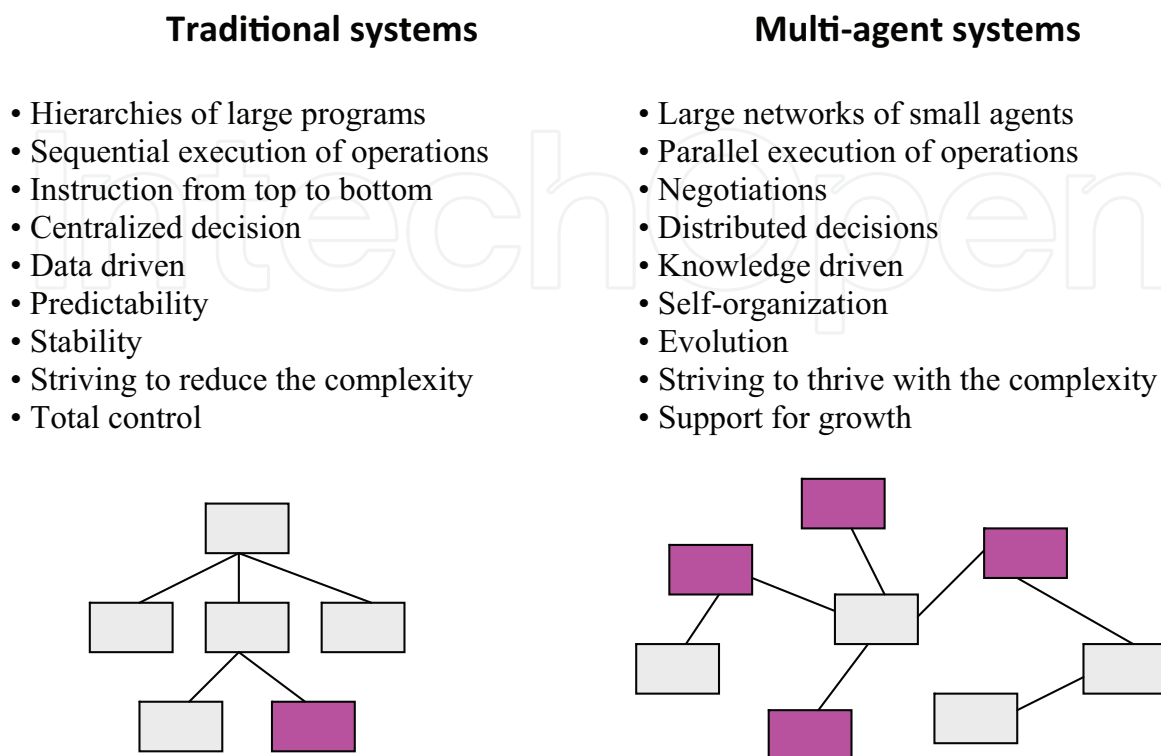 Traditional systems
• Hierarchies of large programs
• Sequential execution of operations
• Instruction from top to bottom
• Centralized decision
• Data driven
• Predictability
• Stability
• Striving to reduce the complexity
• Total control
Multi-agent systems
• Large networks of small agents
• Parallel execution of operations
• Negotiations
• Distributed decisions
• Knowledge driven
• Self-organization
• Evolution
• Striving to thrive with the complexity
• Support for growth
IntechOpen